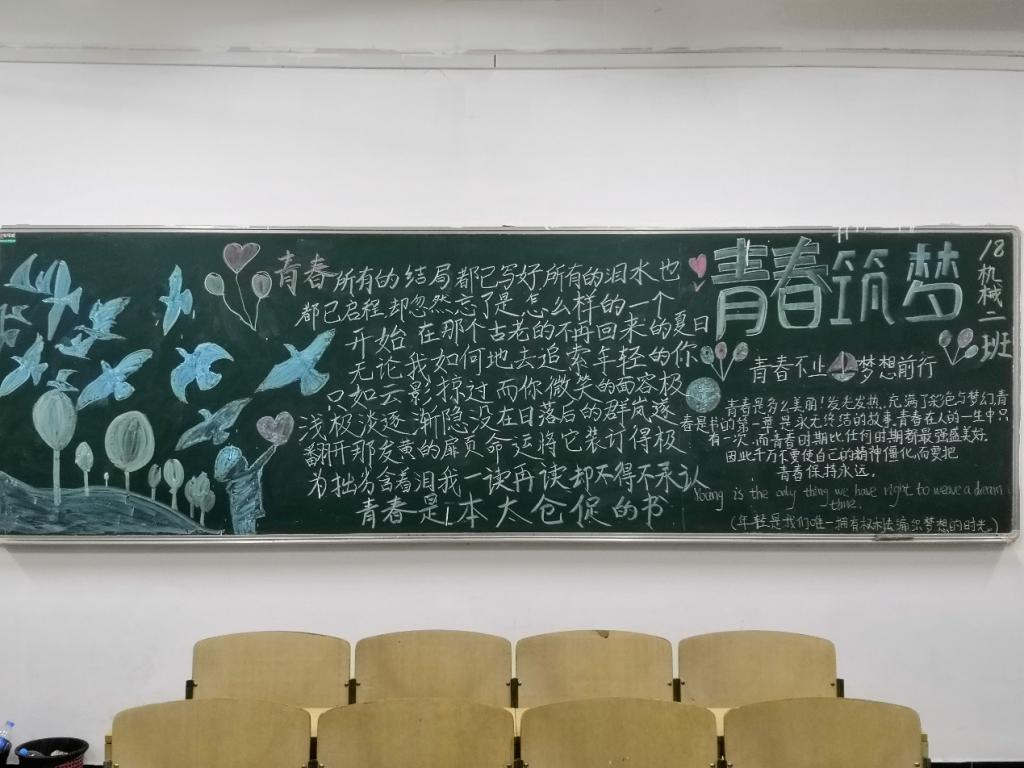 青春
所有的结局都已写好所有的泪水也
都已启程却忽然忘了是怎么样的一个
开始在那个古老的不再回来的夏日
无论我如何地去追索年轻的你
只如云影掠过而你微笑的面容极
浅极淡逐渐隐没在日落后的群岚遂
翻开那发黄的扉页命运将它装订得极
为拙劣含着泪我一读再读却不得不承认
青春是1本太仓促的书
青春筑梦
18机械二班
青春不止 梦想前行
青春是多么美丽!发光发热,充满了彩色与梦幻青
春是书的第一章是永无终结的故事.青春在人的一生中只
有一次.而青春时期比任何时期都最强盛美好.
因此千万不要使自己的精神僵化,而要把
青春保持永远.
Young is the only thing we have right to weave a dream
time.
(年轻是我们唯一拥有权利去编织梦想的时光)